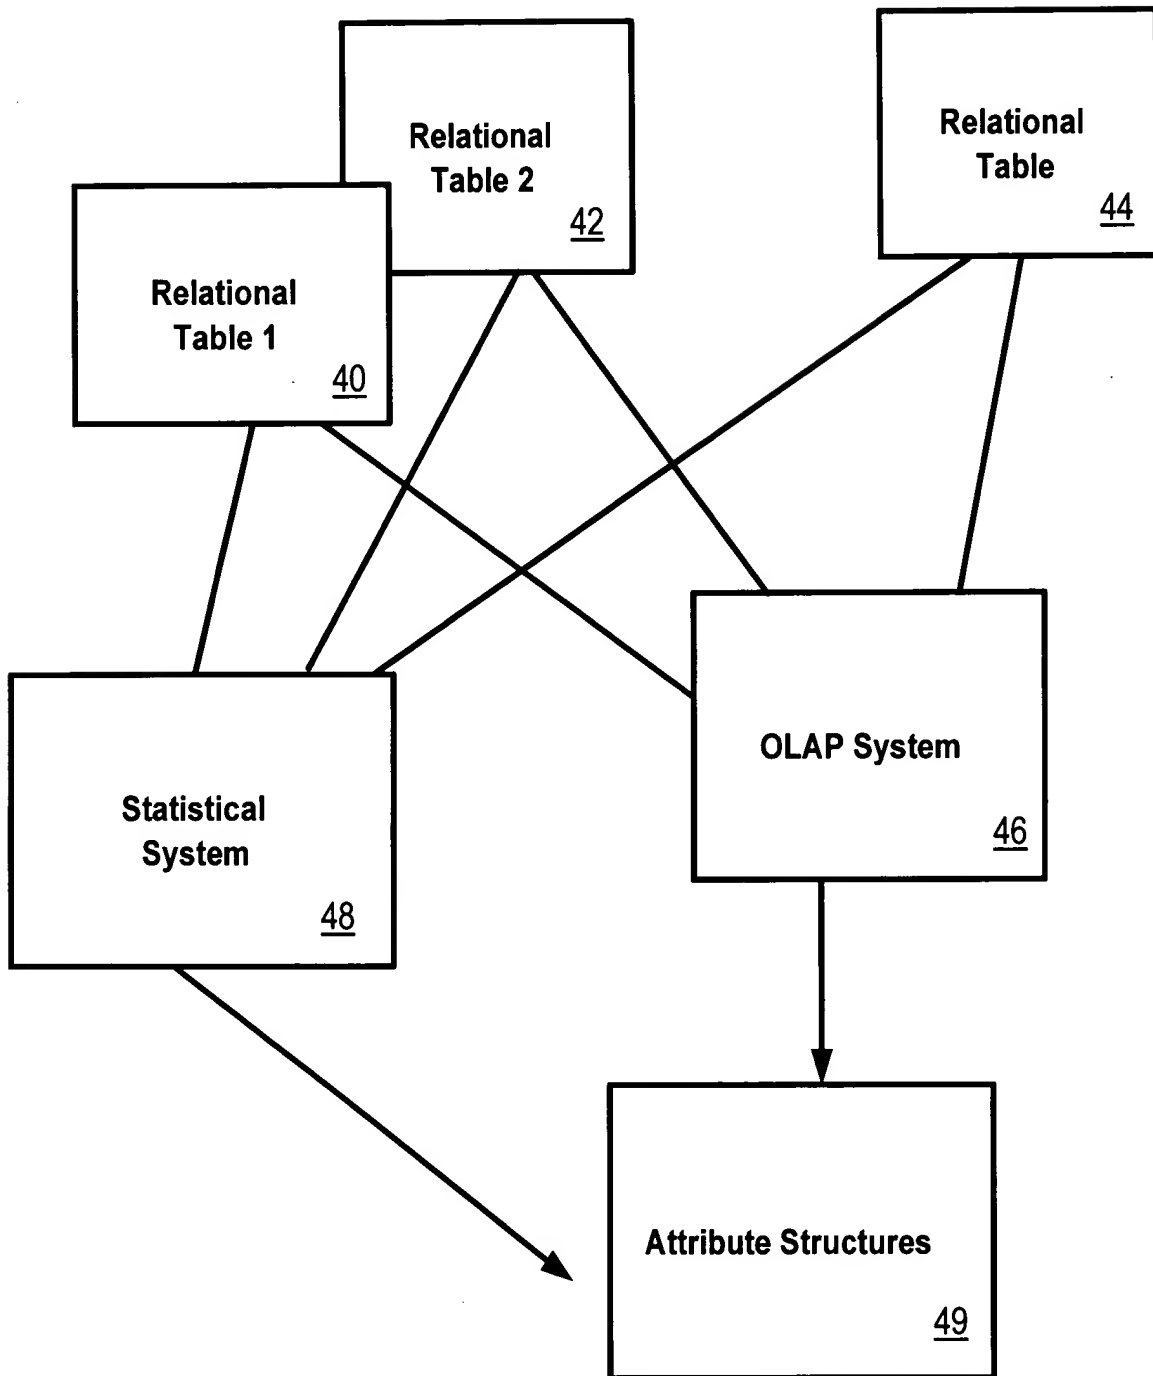 Relational
Table 2
42
Relational
Table
44
Relational
Table 1
40
OLAP System
46
Statistical
System
48
Attribute Structures
49